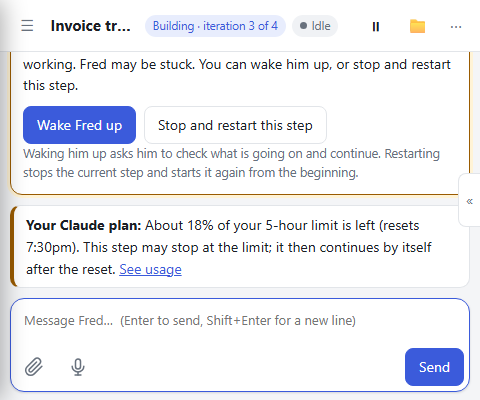 Invoice tr...
Building · iteration 3 of 4
Idle
working. Fred may be stuck. You can wake him up, or stop and restart
this step.
Wake Fred up
Stop and restart this step
Waking him up asks him to check what is going on and continue. Restarting
stops the current step and starts it again from the beginning.
Your Claude plan: About 18% of your 5-hour limit is left (resets
7:30pm). This step may stop at the limit; it then continues by itself
after the reset. See usage
Message Fred... (Enter to send, Shift+Enter for a new line)
Send